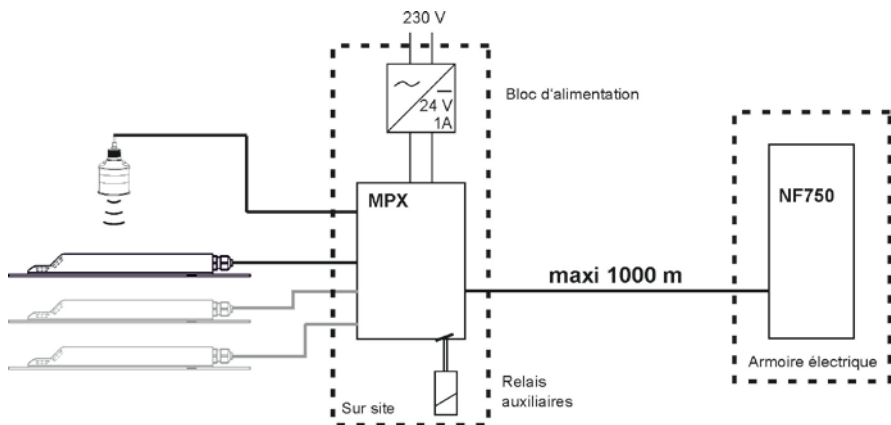 230 V
24 V
1A
Bloc d'alimentation
MPX
NF750
maxi 1000 m
Sur site
Relais
auxiliaires
Armoire électrique